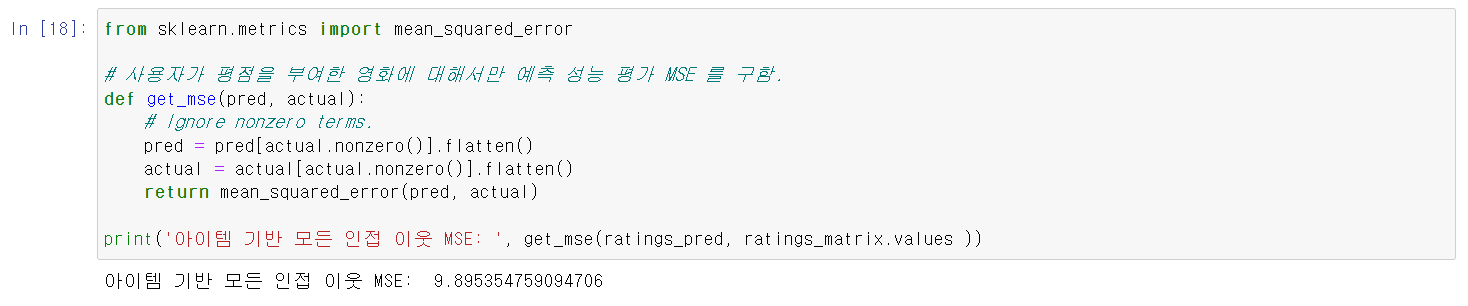 In [18]: from sklearn.metrics import mean_squared_error
# 사용자가 평점을 부여한 영화에 대해서만 예측 성능 평가 MSE 를 구함.
def get_mse(pred, actual):
    # Ignore nonzero terms.
    pred = pred[actual.nonzero()].flatten()
    actual = actual[actual.nonzero()].flatten()
    return mean_squared_error(pred, actual)
print('아이템 기반 모든 인접 이웃 MSE: ', get_mse(ratings_pred, ratings_matrix.values ))
아이템 기반 모든 인접 이웃 MSE:  9.895354759094706